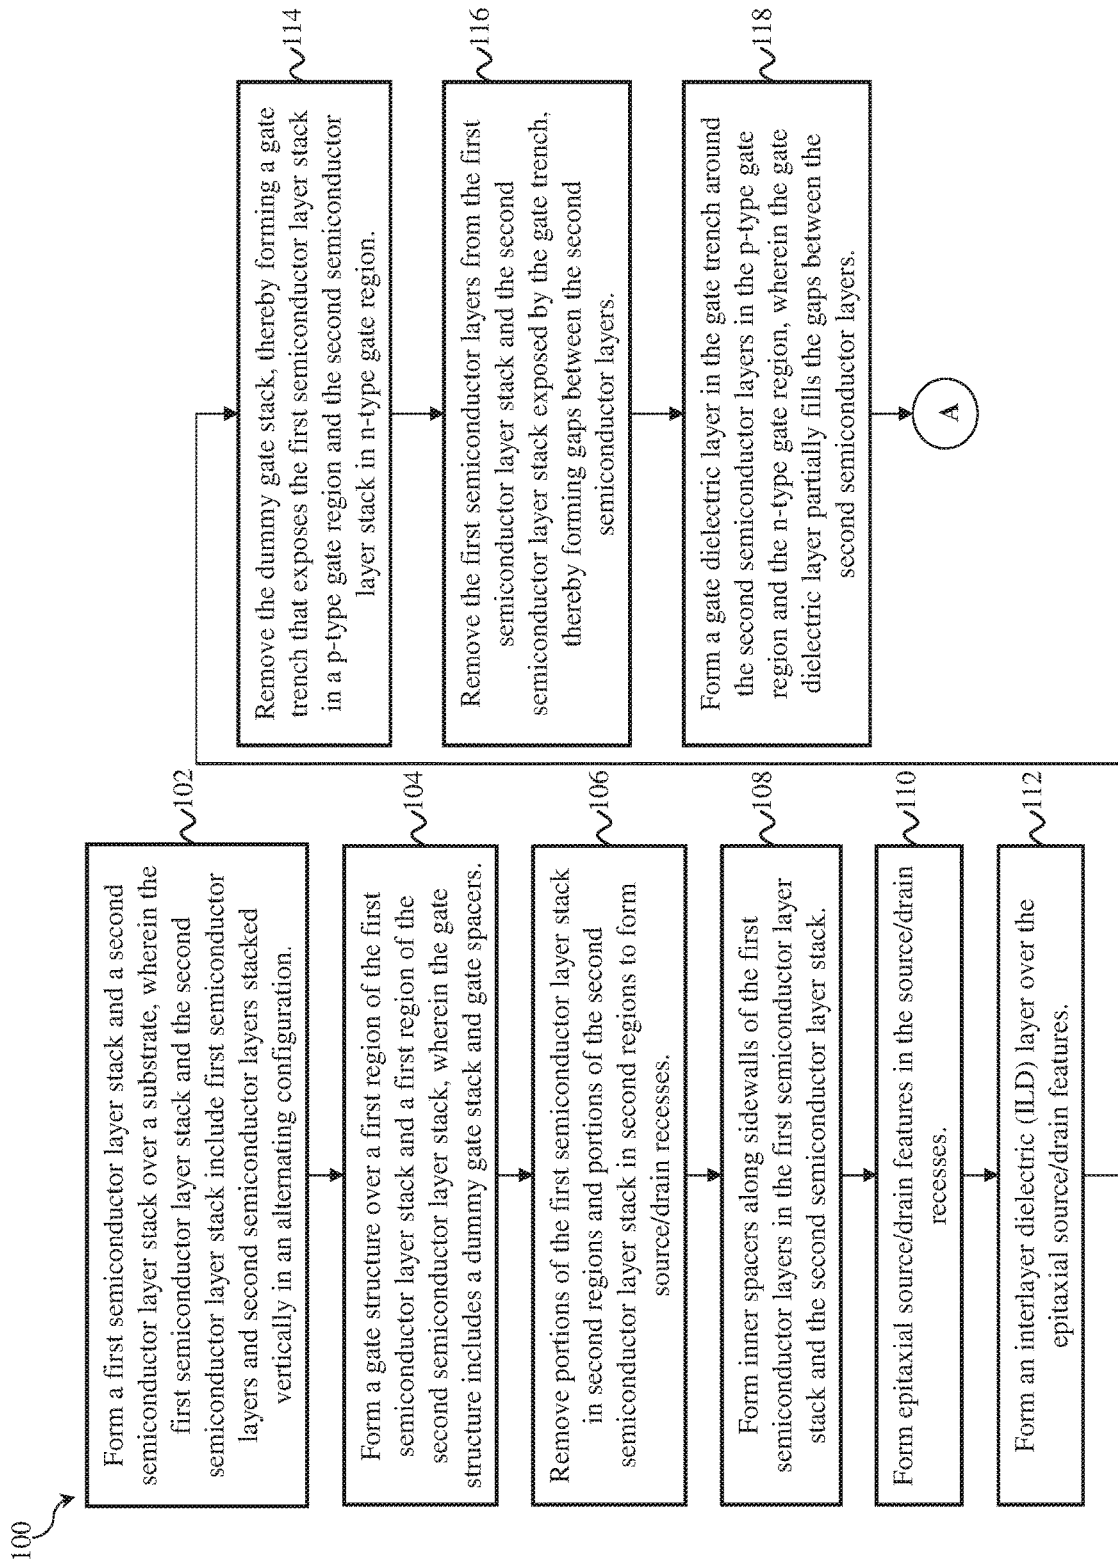 100
Form a first semiconductor layer stack and a second
semiconductor layer stack over a substrate, wherein the
first semiconductor layer stack and the second
semiconductor layer stack include first semiconductor
layers and second semiconductor layers stacked
vertically in an alternating configuration.
102
Form a gate structure over a first region of the first
semiconductor layer stack and a first region of the
second semiconductor layer stack, wherein the gate
structure includes a dummy gate stack and gate spacers.
104
Remove portions of the first semiconductor layer stack
in second regions and portions of the second
semiconductor layer stack in second regions to form
source/drain recesses.
106
Form inner spacers along sidewalls of the first
semiconductor layers in the first semiconductor layer
stack and the second semiconductor layer stack.
108
Form epitaxial source/drain features in the source/drain
recesses.
110
Form an interlayer dielectric (ILD) layer over the
epitaxial source/drain features.
112
Remove the dummy gate stack, thereby forming a gate
trench that exposes the first semiconductor layer stack
in a p-type gate region and the second semiconductor
layer stack in n-type gate region.
114
Remove the first semiconductor layers from the first
semiconductor layer stack and the second
semiconductor layer stack exposed by the gate trench,
thereby forming gaps between the second
semiconductor layers.
116
Form a gate dielectric layer in the gate trench around
the second semiconductor layers in the p-type gate
region and the n-type gate region, wherein the gate
dielectric layer partially fills the gaps between the
second semiconductor layers.
118
A